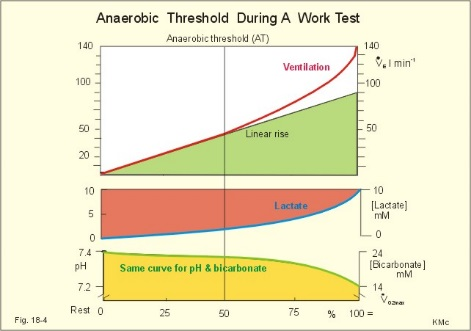 Anaerobic Threshold During A Work Test
Anaerobic threshold (AT)
140
100
50
20
Ventilation
Linear rise
140
100
50
V̇E l min⁻¹
10
5
0
Lactate
10
[Lactate]
mM
0
7.4
pH
7.2
Same curve for pH & bicarbonate
24
[Bicarbonate]
mM
14
V̇O2max
Rest 0 25 50 75 % 100 =
Fig. 18-4
KMc